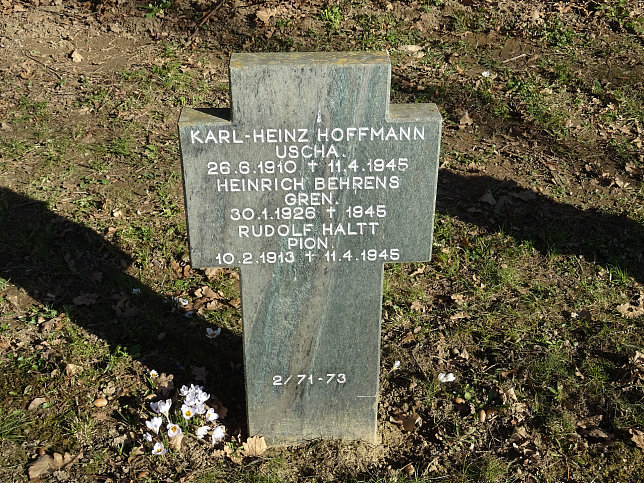 KARL-HEINZ HOFFMANN
USCHA.
26.6.1910 † 11.4.1945
HEINRICH BEHRENS
GREN.
30.1.1926 † 1945
RUDOLF HALTT
PION.
10.2.1913 † 11.4.1945
2/71-73